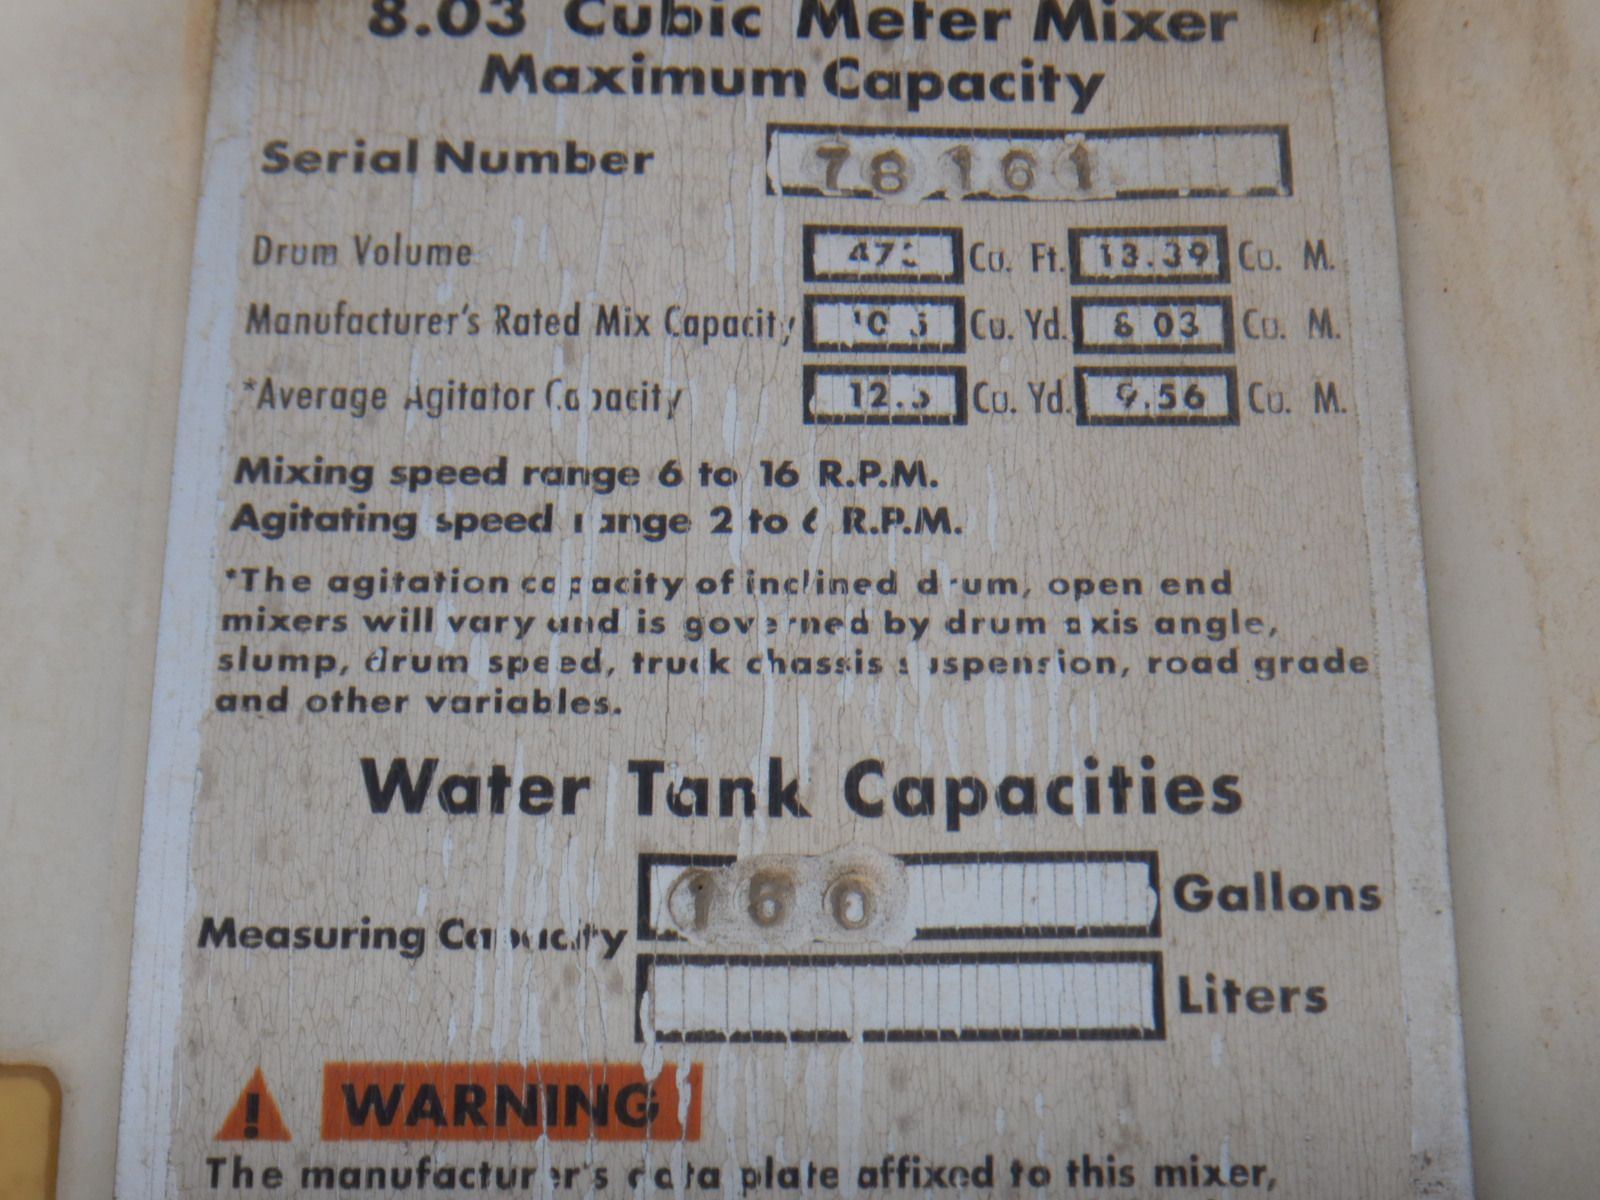 8.03 Cubic Meter Mixer
Maximum Capacity
Serial Number 78161
Drum Volume Cu. Ft. 13.39 Cu. M.
Manufacturer's Rated Mix Capacity Cu. Yd. 8.03 Cu. M.
*Average Agitator Capacity 12.5 Cu. Yd. 9.56 Cu. M.
Mixing speed range 6 to 16 R.P.M.
Agitating speed range 2 to 6 R.P.M.
*The agitation capacity of inclined drum, open end
mixers will vary and is governed by drum axis angle,
slump, drum speed, truck chassis suspension, road grade
and other variables.
Water Tank Capacities
Measuring Capacity Gallons
Liters
! WARNING
The manufacturer's data plate affixed to this mixer,